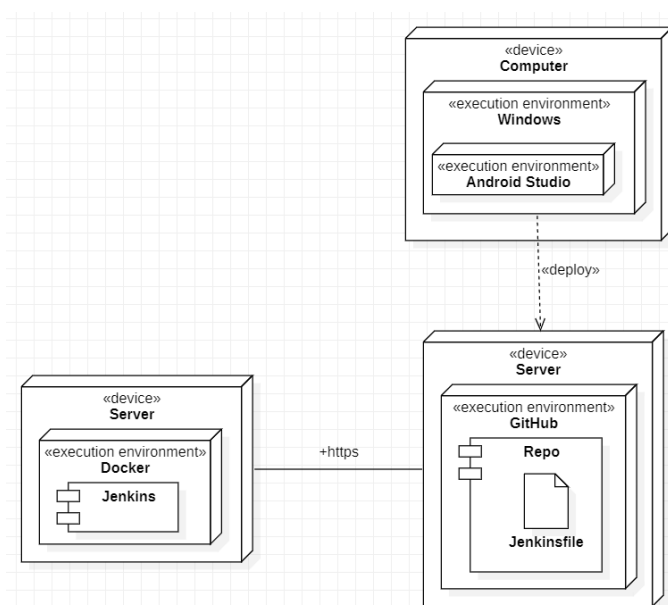 «device»
Computer
«execution environment»
Windows
«execution environment»
Android Studio
«deploy»
«device»
Server
«execution environment»
GitHub
Repo
Jenkinsfile
+https
«device»
Server
«execution environment»
Docker
Jenkins